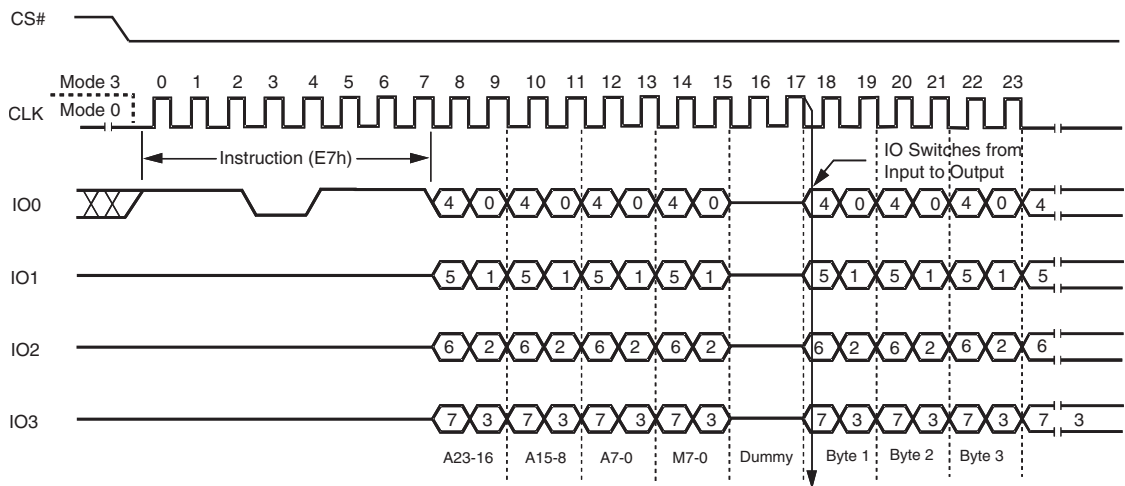 CS#
Mode 3
0 1 2 3 4 5 6 7 8 9 10 11 12 13 14 15 16 17 18 19 20 21 22 23
CLK
Mode 0
Instruction (E7h)
IO Switches from
Input to Output
IO0
4 0 4 0 4 0 4 0 4 0 4 0 4 0 4
IO1
5 1 5 1 5 1 5 1 5 1 5 1 5 1 5
IO2
6 2 6 2 6 2 6 2 6 2 6 2 6 2 6
IO3
7 3 7 3 7 3 7 3 7 3 7 3 7 3 7 3
A23-16 A15-8 A7-0 M7-0 Dummy Byte 1 Byte 2 Byte 3